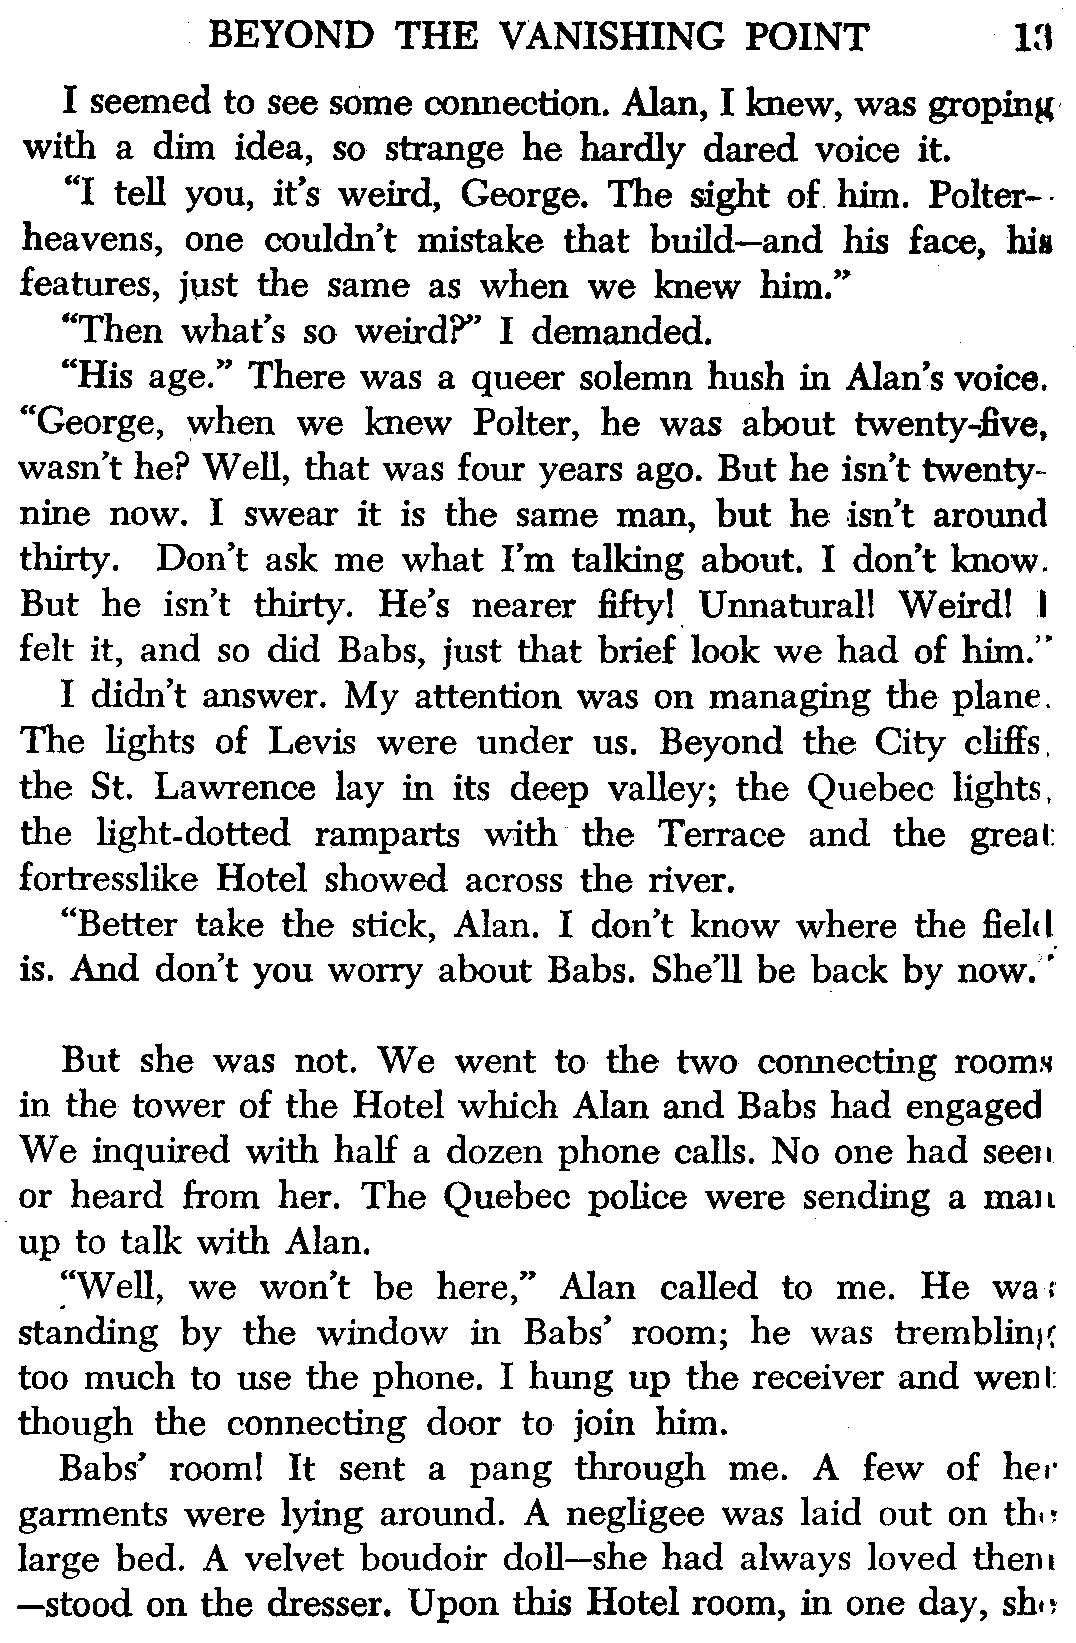 BEYOND THE VANISHING POINT 13
I seemed to see some connection. Alan, I knew, was groping
with a dim idea, so strange he hardly dared voice it.
“I tell you, it’s weird, George. The sight of him. Polter—
heavens, one couldn’t mistake that build—and his face, his
features, just the same as when we knew him.”
“Then what’s so weird?” I demanded.
“His age.” There was a queer solemn hush in Alan’s voice.
“George, when we knew Polter, he was about twenty-five,
wasn’t he? Well, that was four years ago. But he isn’t twenty-
nine now. I swear it is the same man, but he isn’t around
thirty. Don’t ask me what I’m talking about. I don’t know.
But he isn’t thirty. He’s nearer fifty! Unnatural! Weird! I
felt it, and so did Babs, just that brief look we had of him.”
I didn’t answer. My attention was on managing the plane.
The lights of Levis were under us. Beyond the City cliffs,
the St. Lawrence lay in its deep valley; the Quebec lights,
the light-dotted ramparts with the Terrace and the great
fortresslike Hotel showed across the river.
“Better take the stick, Alan. I don’t know where the field
is. And don’t you worry about Babs. She’ll be back by now.”
But she was not. We went to the two connecting rooms
in the tower of the Hotel which Alan and Babs had engaged
We inquired with half a dozen phone calls. No one had seen
or heard from her. The Quebec police were sending a man
up to talk with Alan.
“Well, we won’t be here,” Alan called to me. He was
standing by the window in Babs’ room; he was trembling
too much to use the phone. I hung up the receiver and went
though the connecting door to join him.
Babs’ room! It sent a pang through me. A few of her
garments were lying around. A negligee was laid out on the
large bed. A velvet boudoir doll—she had always loved them
—stood on the dresser. Upon this Hotel room, in one day, she